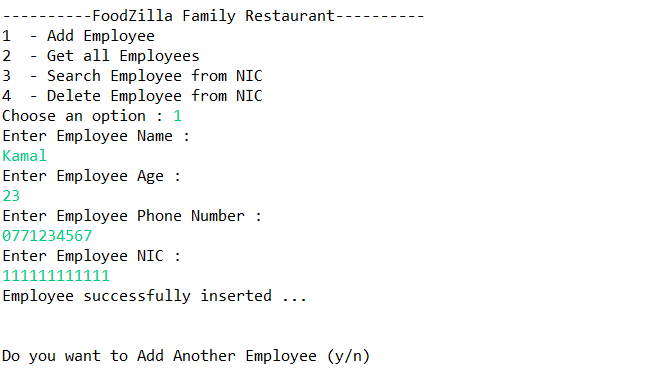 ----------FoodZilla Family Restaurant----------
1  - Add Employee
2  - Get all Employees
3  - Search Employee from NIC
4  - Delete Employee from NIC
Choose an option : 1
Enter Employee Name :
Kamal
Enter Employee Age :
23
Enter Employee Phone Number :
0771234567
Enter Employee NIC :
111111111111
Employee successfully inserted ...
Do you want to Add Another Employee (y/n)